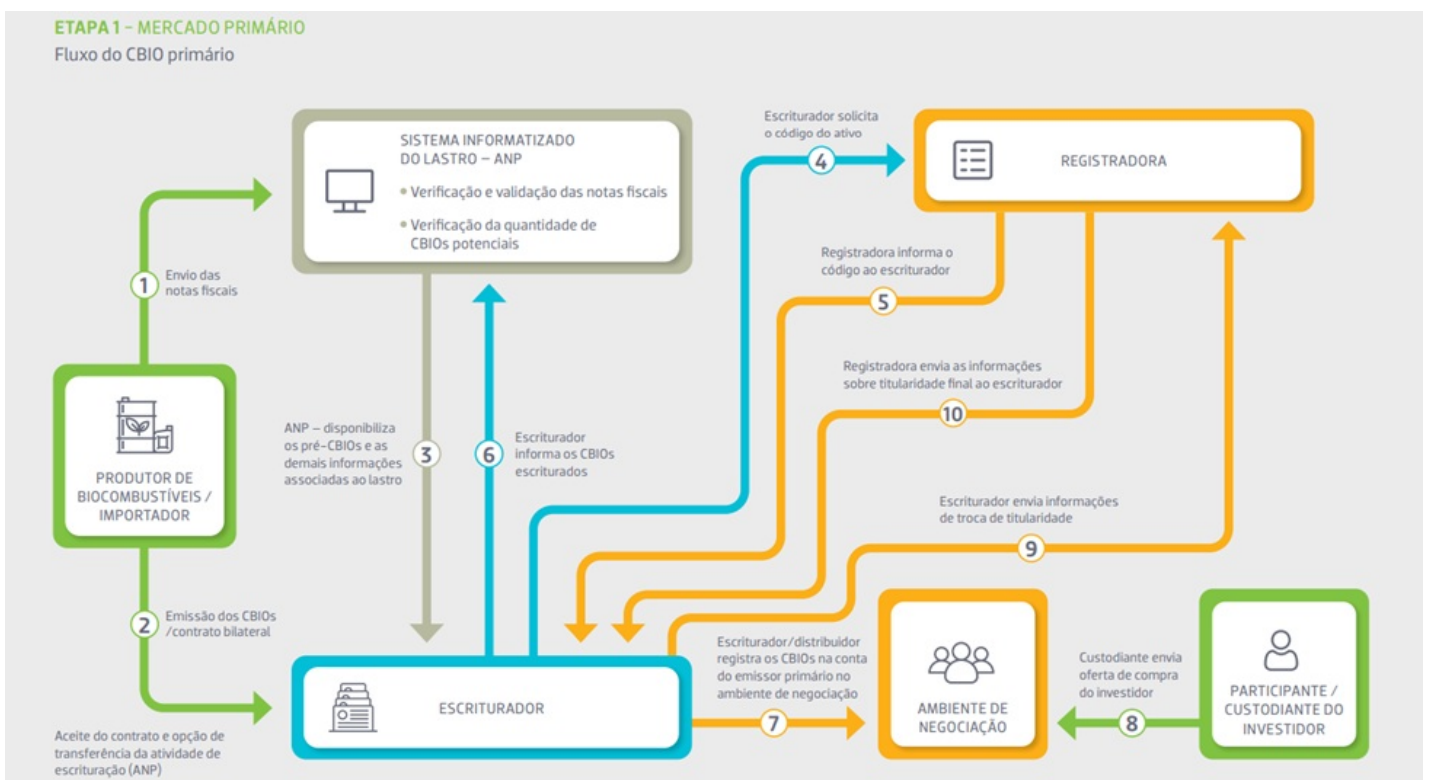 ETAPA 1 – MERCADO PRIMÁRIO
Fluxo do CBIO primário
SISTEMA INFORMATIZADO
DO LASTRO – ANP
• Verificação e validação das notas fiscais
• Verificação da quantidade de
CBIOs potenciais
Escriturador solicita
o código do ativo
4
REGISTRADORA
1
Envio das
notas fiscais
Registradora informa o
código ao escriturador
5
PRODUTOR DE
BIOCOMBUSTÍVEIS /
IMPORTADOR
ANP – disponibiliza
os pré-CBIOs e as
demais informações
associadas ao lastro
3
6
Escriturador
informa os CBIOs
escriturados
Registradora envia as informações
sobre titularidade final ao escriturador
10
Escriturador envia informações
de troca de titularidade
9
2
Emissão dos CBIOs
/contrato bilateral
Aceite do contrato e opção de
transferência da atividade de
escrituração (ANP)
ESCRITURADOR
Escriturador/distribuidor
registra os CBIOs na conta
do emissor primário no
ambiente de negociação
7
AMBIENTE DE
NEGOCIAÇÃO
Custodiante envia
oferta de compra
do investidor
8
PARTICIPANTE /
CUSTODIANTE DO
INVESTIDOR